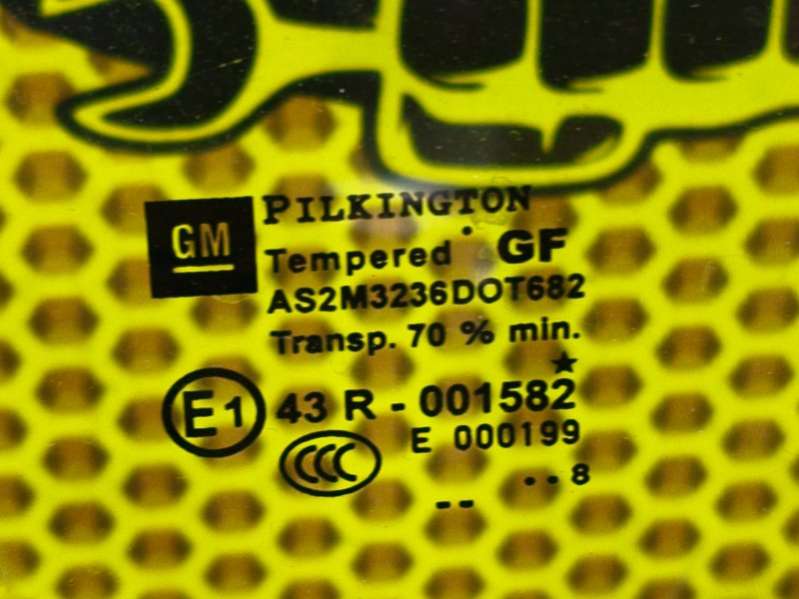 GM
PILKINGTON
Tempered GF
AS2M3236DOT682
Transp. 70 % min.
E1 43 R - 001582
CCC E 000199
.. 8
--